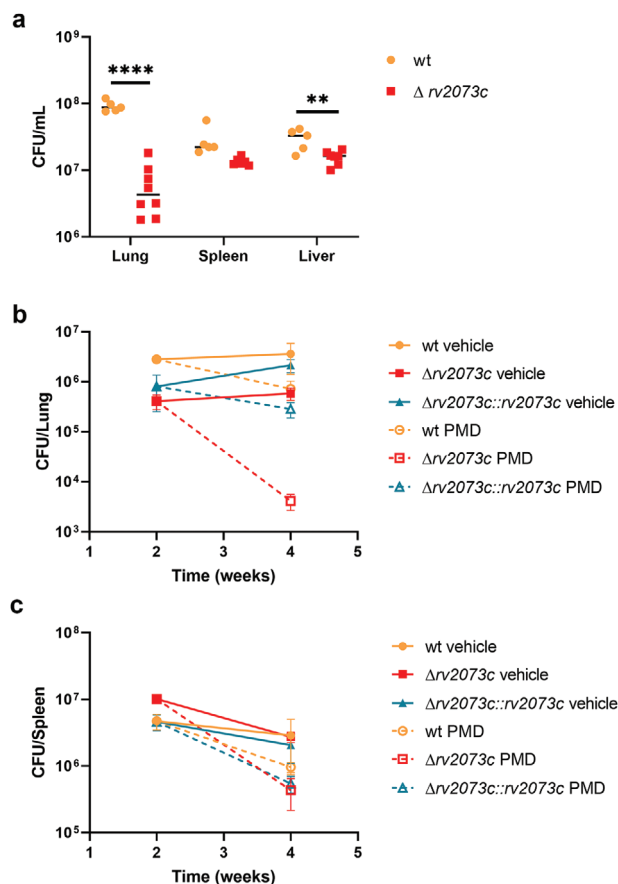 a
CFU/mL
10⁹
10⁸
10⁷
10⁶
****
**
Lung Spleen Liver
wt
Δ rv2073c
b
CFU/Lung
10⁷
10⁶
10⁵
10⁴
10³
1 2 3 4 5
Time (weeks)
wt vehicle
Δrv2073c vehicle
Δrv2073c::rv2073c vehicle
wt PMD
Δrv2073c PMD
Δrv2073c::rv2073c PMD
c
CFU/Spleen
10⁸
10⁷
10⁶
10⁵
1 2 3 4 5
Time (weeks)
wt vehicle
Δrv2073c vehicle
Δrv2073c::rv2073c vehicle
wt PMD
Δrv2073c PMD
Δrv2073c::rv2073c PMD